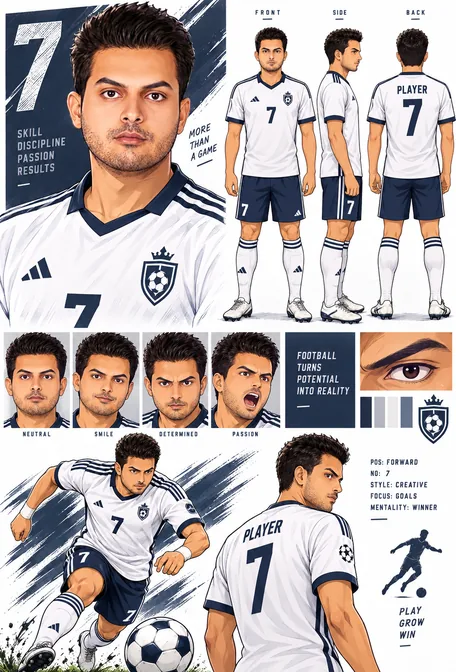 7
SKILL
DISCIPLINE
PASSION
RESULTS
MORE
THAN
A GAME
7
FRONT
SIDE
BACK
7
7
7
PLAYER
7
NEUTRAL
SMILE
DETERMINED
PASSION
FOOTBALL
TURNS
POTENTIAL
INTO REALITY
7
7
PLAYER
7
POS: FORWARD
NO: 7
STYLE: CREATIVE
FOCUS: GOALS
MENTALITY: WINNER
PLAY
GROW
WIN